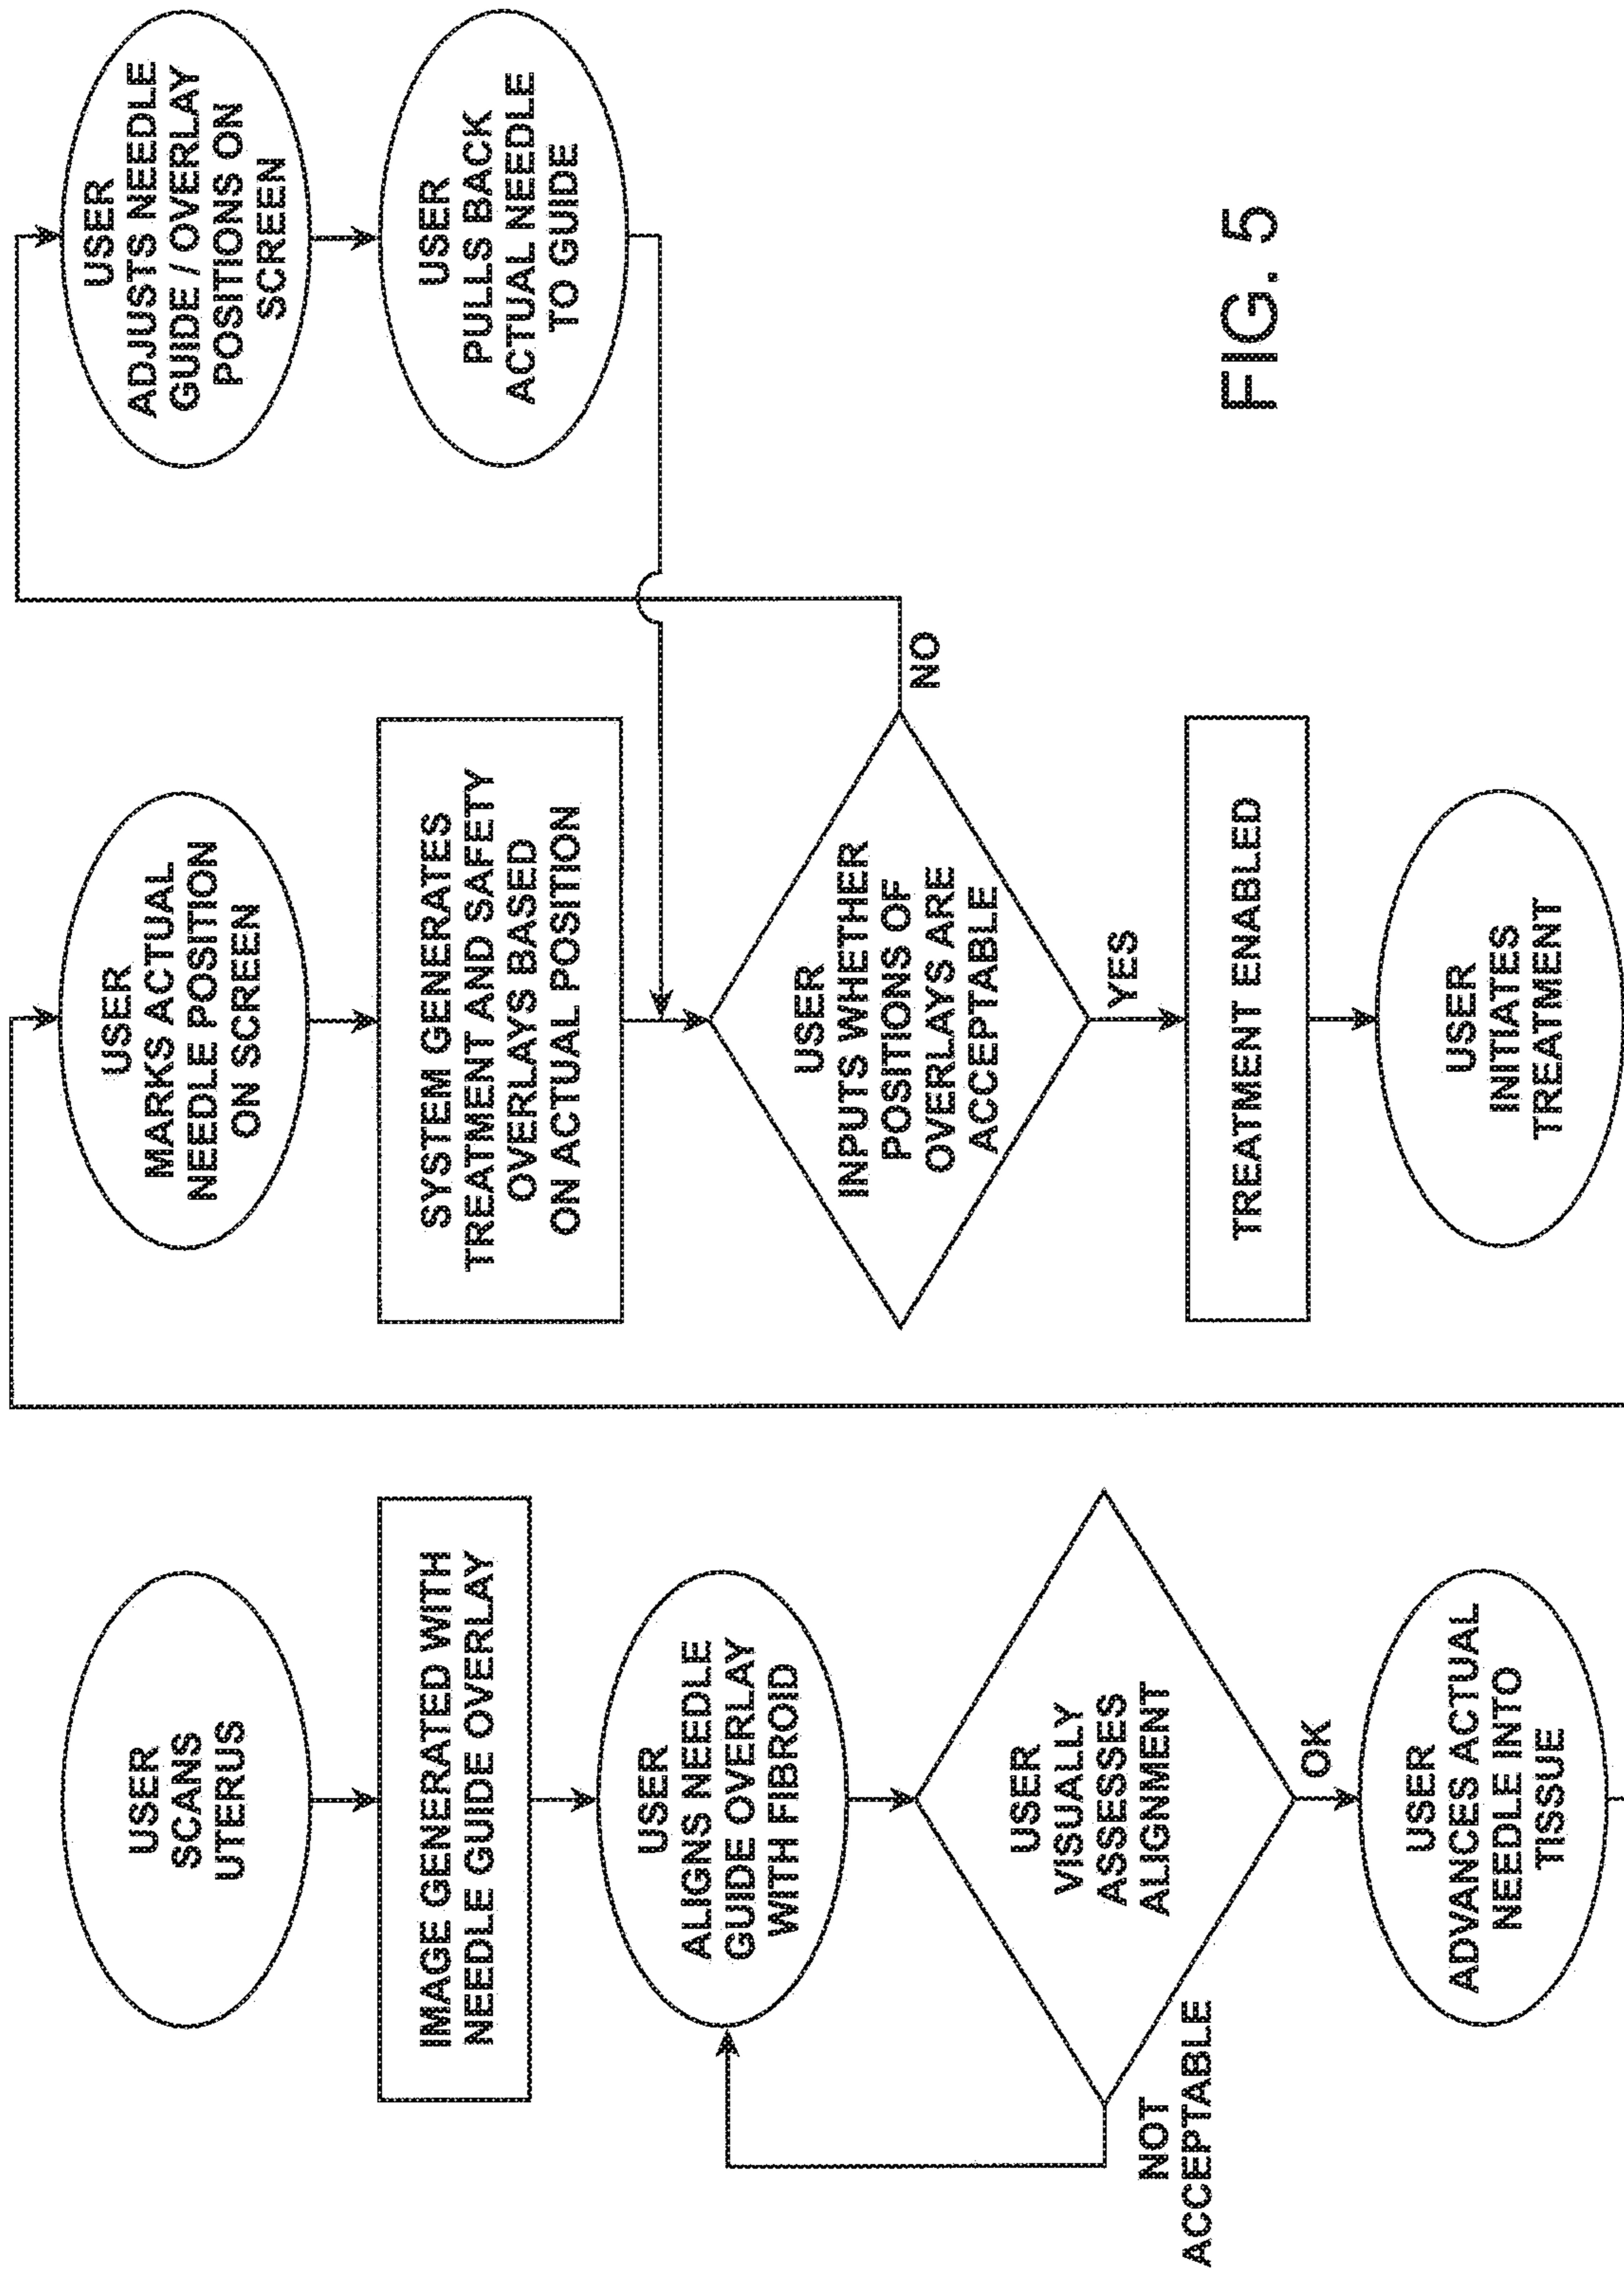 USER
SCANS
UTERUS
IMAGE GENERATED WITH
NEEDLE GUIDE OVERLAY
USER
ALIGNS NEEDLE
GUIDE OVERLAY
WITH FIBROID
USER
VISUALLY
ASSESSES
ALIGNMENT
NOT
ACCEPTABLE
OK
USER
ADVANCES ACTUAL
NEEDLE INTO
TISSUE
USER
MARKS ACTUAL
NEEDLE POSITION
ON SCREEN
SYSTEM GENERATES
TREATMENT AND SAFETY
OVERLAYS BASED
ON ACTUAL POSITION
USER
INPUTS WHETHER
POSITIONS OF
OVERLAYS ARE
ACCEPTABLE
NO
YES
TREATMENT ENABLED
USER
INITIATES
TREATMENT
USER
ADJUSTS NEEDLE
GUIDE / OVERLAY
POSITIONS ON
SCREEN
USER
PULLS BACK
ACTUAL NEEDLE
TO GUIDE
FIG. 5